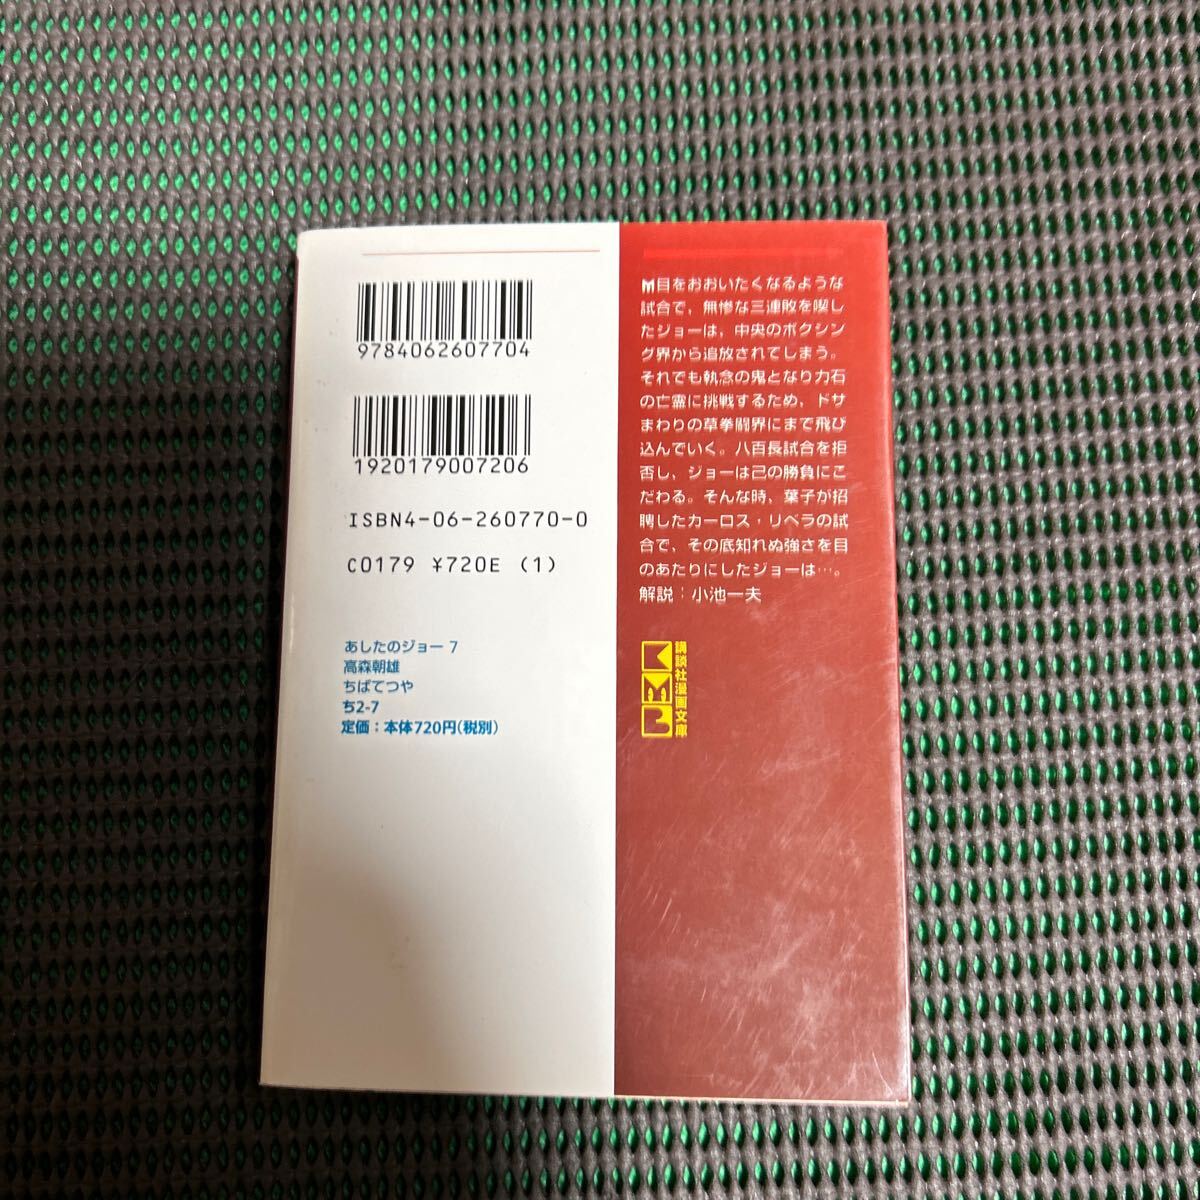 9784062607704
1920179007206
ISBN4-06-260770-0
C0179 ¥720E (1)
あしたのジョー 7
高森朝雄
ちばてつや
ち2-7
定価：本体720円(税別)
M目をおおいたくなるような
試合で、無惨な三連敗を喫し
たジョーは、中央のボクシン
グ界から追放されてしまう。
それでも執念の鬼となり力石
の亡霊に挑戦するため、ドサ
まわりの草拳闘界にまで飛び
込んでいく。八百長試合を拒
否し、ジョーは己の勝負にこ
だわる。そんな時、葉子が招
聘したカーロス・リベラの試
合で、その底知れぬ強さを目
のあたりにしたジョーは…。
解説：小池一夫
KMB
講談社漫画文庫